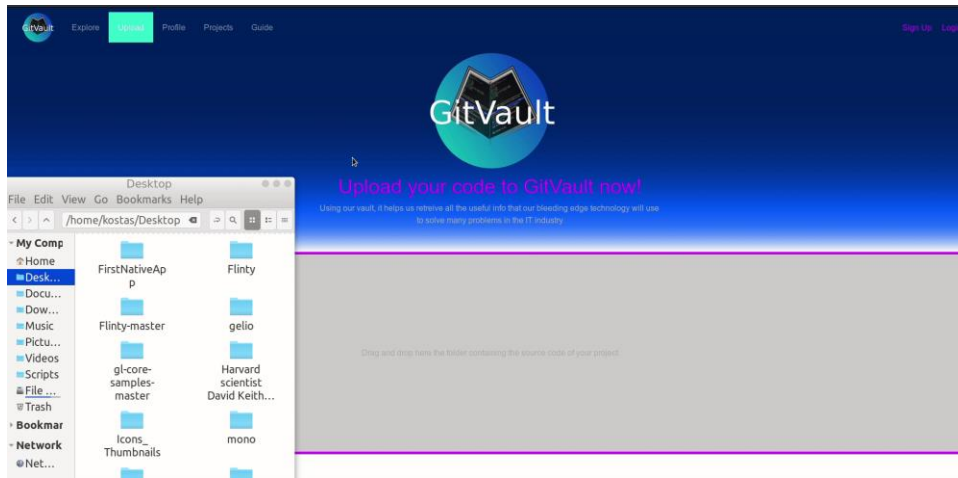 GitVault
Explore
Upload
Profile
Projects
Guide
Sign Up
GitVault
Upload your code to GitVault now!
Using our vault, it helps us retreive all the useful info that our bleeding edge technology will use
to solve many problems in the IT industry
Drag and drop here the folder containing the source code of your project
Desktop
File Edit View Go Bookmarks Help
/home/kostas/Desktop
My Comp
Home
Desk...
Docu...
Dow...
Music
Pictu...
Videos
Scripts
File ...
Trash
Bookmar
Network
Net...
FirstNativeAp
p
Flinty
Flinty-master
gelio
gl-core-
samples-
master
Harvard
scientist
David Keith...
Icons_
Thumbnails
mono